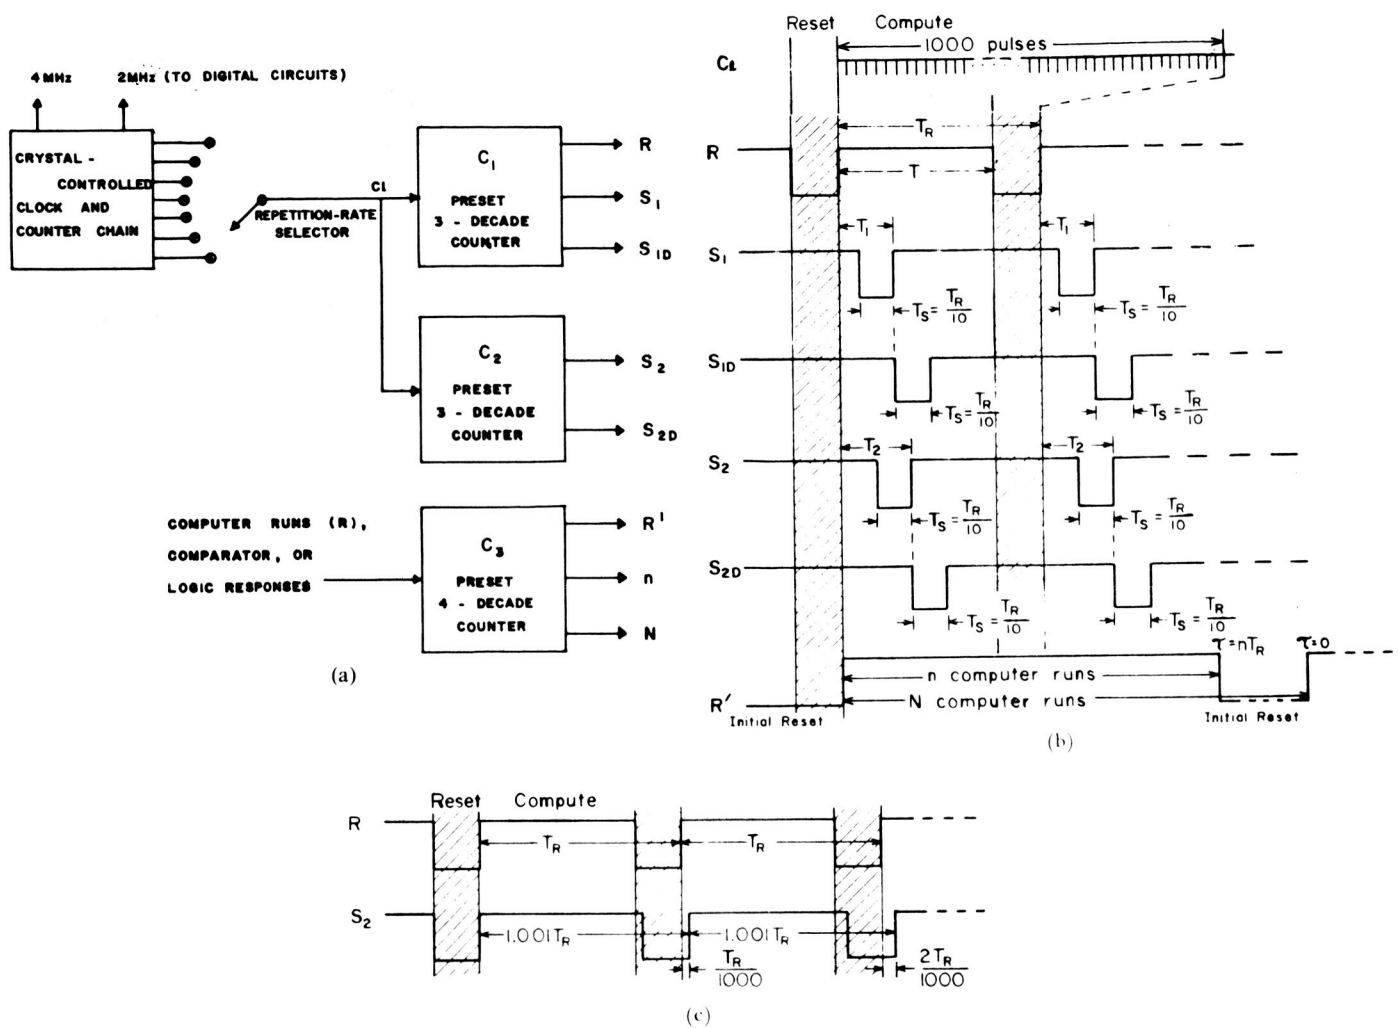 4 MHz
2 MHz (TO DIGITAL CIRCUITS)
CRYSTAL -
CONTROLLED
CLOCK AND
COUNTER CHAIN
REPETITION-RATE
SELECTOR
Cl
C1
PRESET
3 - DECADE
COUNTER
R
S1
S1D
C2
PRESET
3 - DECADE
COUNTER
S2
S2D
COMPUTER RUNS (R),
COMPARATOR, OR
LOGIC RESPONSES
C3
PRESET
4 - DECADE
COUNTER
R'
n
N
(a)
Reset Compute
1000 pulses
Cℓ
TR
R
T
T1 T1
S1
TS = TR/10 TS = TR/10
S1D
TS = TR/10 TS = TR/10
T2 T2
S2
TS = TR/10 TS = TR/10
S2D
TS = TR/10 TS = TR/10
τ=nTR τ=0
n computer runs
R' N computer runs
Initial Reset Initial Reset
(b)
Reset Compute
R
TR TR
S2
1.001TR 1.001TR
TR/1000 2TR/1000
(c)